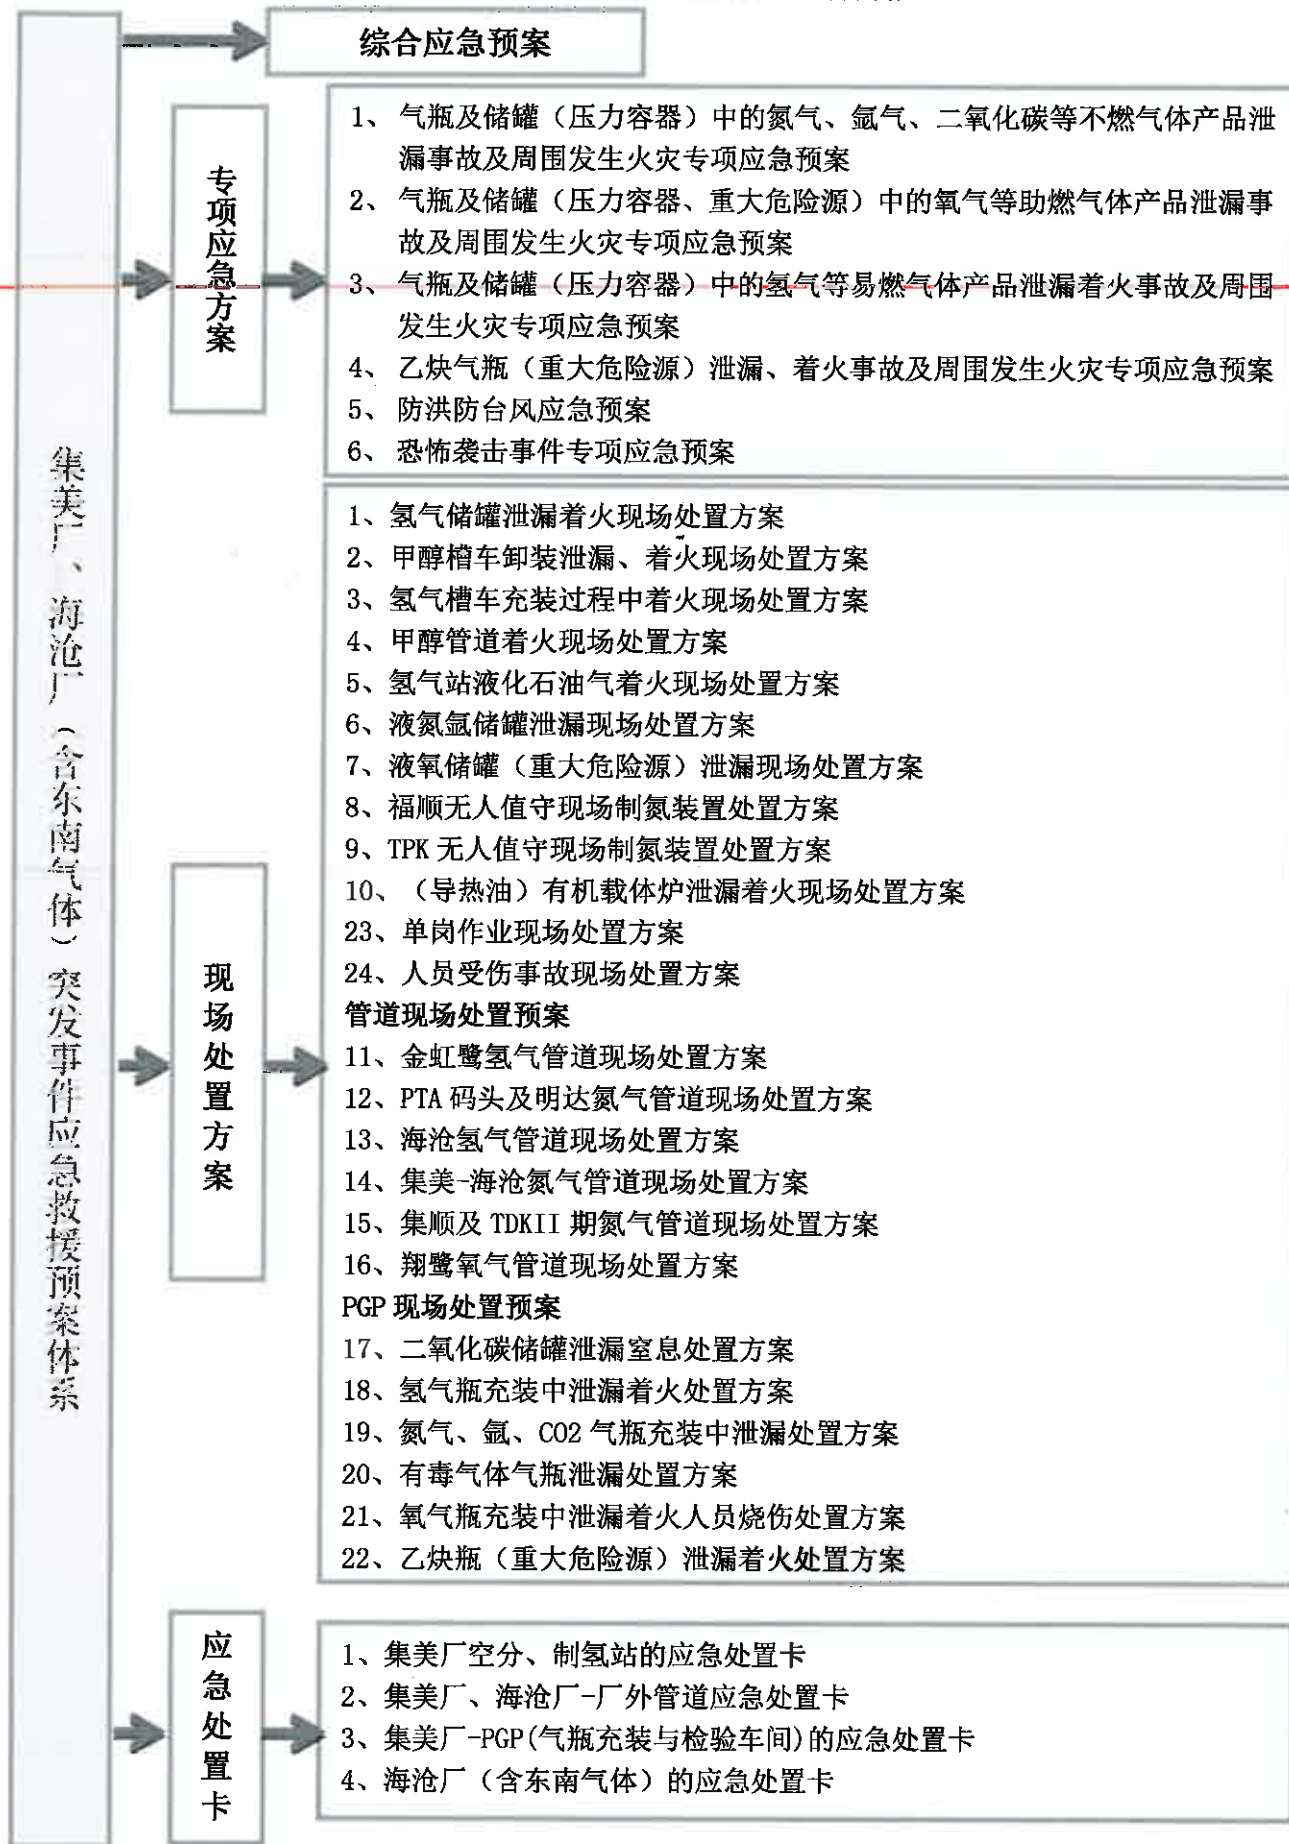 综合应急预案
集美厂、海沧厂（含东南气体）突发事件应急救援预案体系
专项应急方案
1、气瓶及储罐（压力容器）中的氮气、氩气、二氧化碳等不燃气体产品泄
漏事故及周围发生火灾专项应急预案
2、气瓶及储罐（压力容器、重大危险源）中的氧气等助燃气体产品泄漏事
故及周围发生火灾专项应急预案
3、气瓶及储罐（压力容器）中的氢气等易燃气体产品泄漏着火事故及周围
发生火灾专项应急预案
4、乙炔气瓶（重大危险源）泄漏、着火事故及周围发生火灾专项应急预案
5、防洪防台风应急预案
6、恐怖袭击事件专项应急预案
现场处置方案
1、氢气储罐泄漏着火现场处置方案
2、甲醇槽车卸装泄漏、着火现场处置方案
3、氢气槽车充装过程中着火现场处置方案
4、甲醇管道着火现场处置方案
5、氢气站液化石油气着火现场处置方案
6、液氮氩储罐泄漏现场处置方案
7、液氧储罐（重大危险源）泄漏现场处置方案
8、福顺无人值守现场制氮装置处置方案
9、TPK 无人值守现场制氮装置处置方案
10、（导热油）有机载体炉泄漏着火现场处置方案
23、单岗作业现场处置方案
24、人员受伤事故现场处置方案
管道现场处置预案
11、金虹鹭氢气管道现场处置方案
12、PTA 码头及明达氮气管道现场处置方案
13、海沧氢气管道现场处置方案
14、集美-海沧氮气管道现场处置方案
15、集顺及 TDKII 期氮气管道现场处置方案
16、翔鹭氧气管道现场处置方案
PGP 现场处置预案
17、二氧化碳储罐泄漏窒息处置方案
18、氢气瓶充装中泄漏着火处置方案
19、氮气、氩、CO2 气瓶充装中泄漏处置方案
20、有毒气体气瓶泄漏处置方案
21、氧气瓶充装中泄漏着火人员烧伤处置方案
22、乙炔瓶（重大危险源）泄漏着火处置方案
应急处置卡
1、集美厂空分、制氢站的应急处置卡
2、集美厂、海沧厂-厂外管道应急处置卡
3、集美厂-PGP(气瓶充装与检验车间)的应急处置卡
4、海沧厂（含东南气体）的应急处置卡